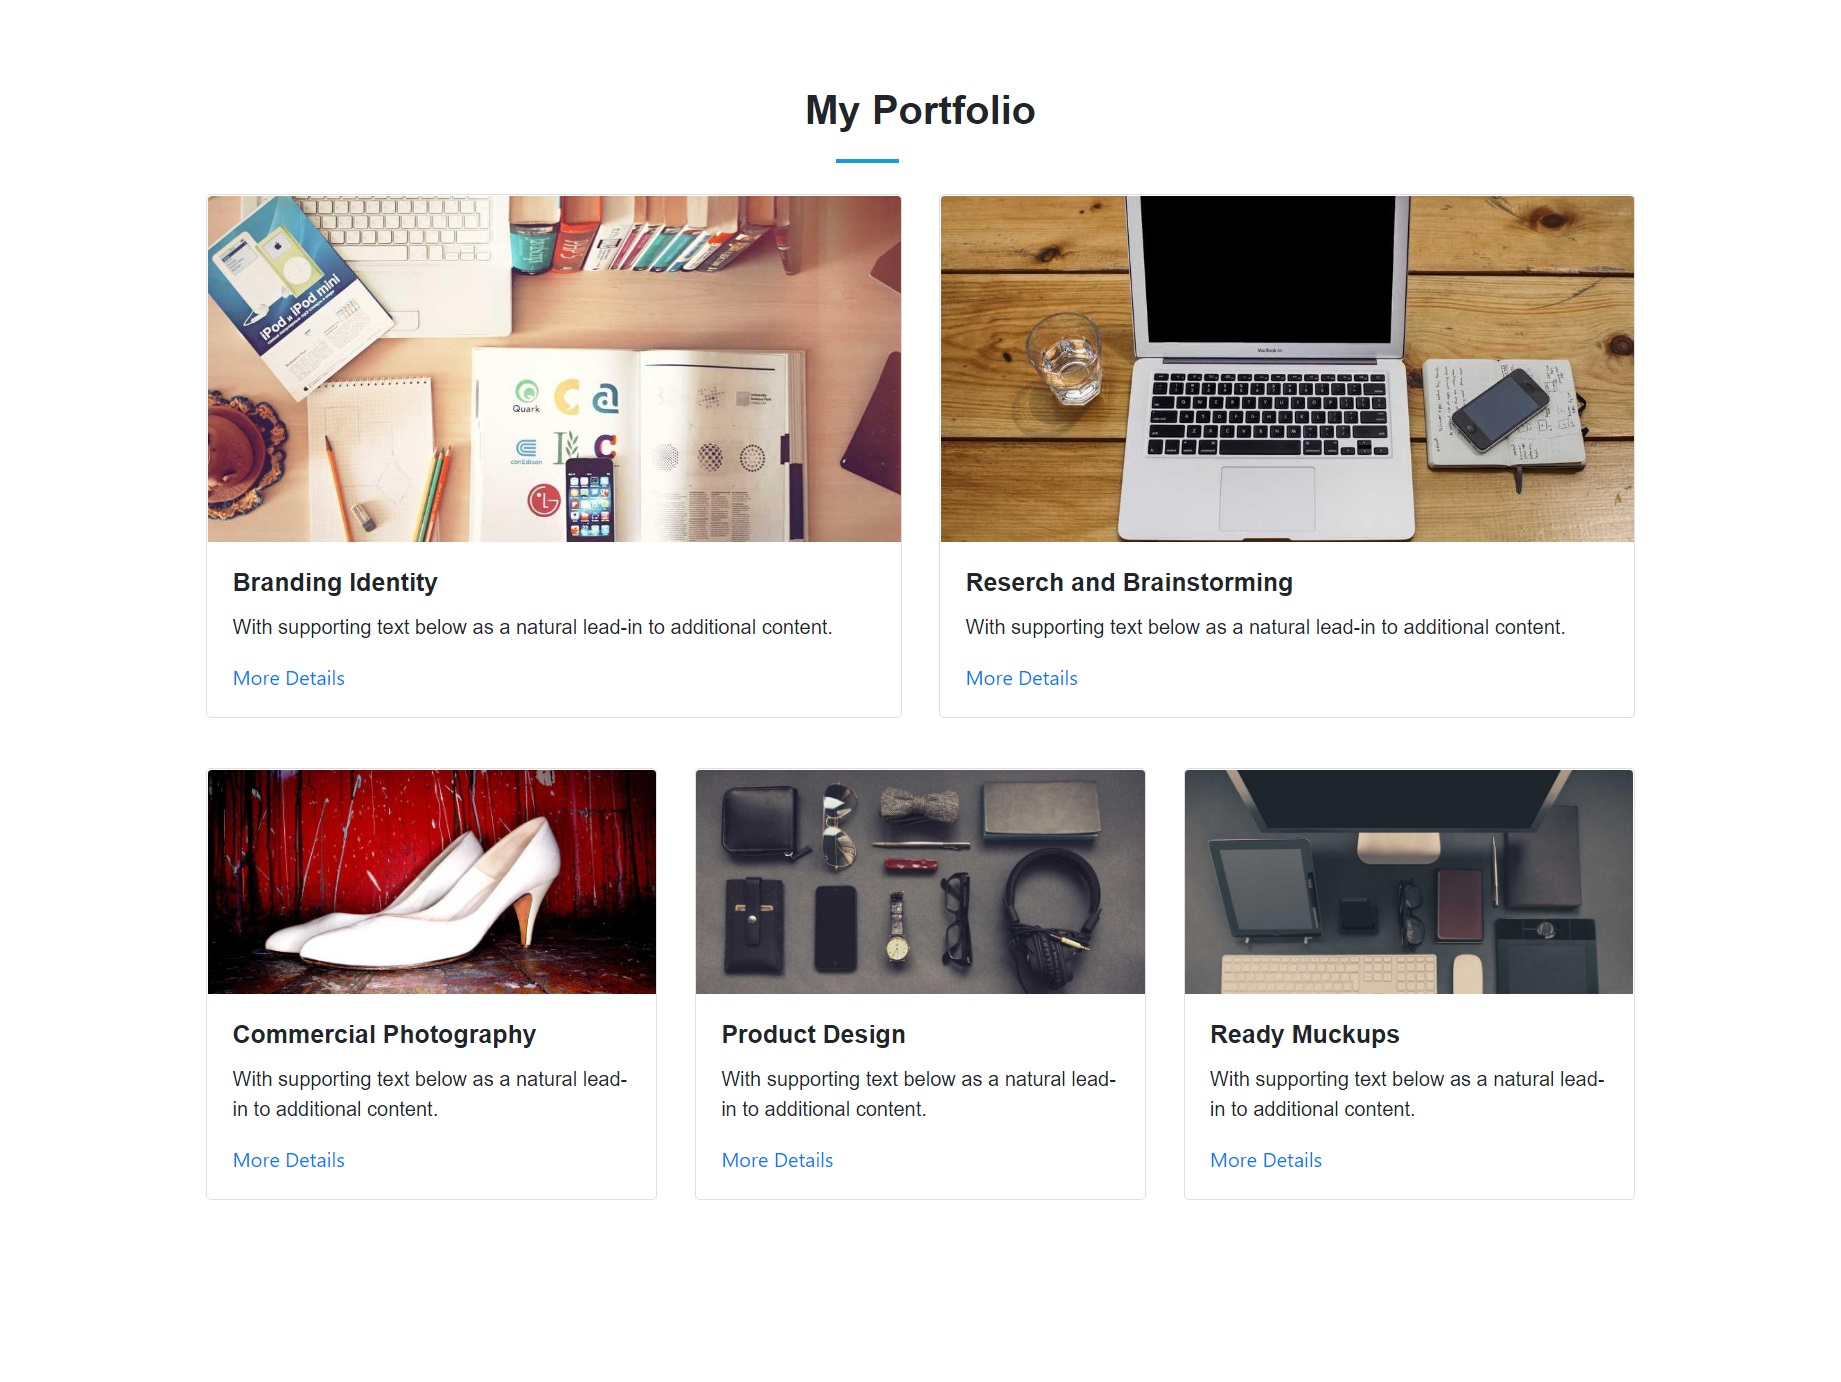 My Portfolio
iPod и iPod mini
Quark
conEdison
MacBook Air
Branding Identity
With supporting text below as a natural lead-in to additional content.
More Details
Reserch and Brainstorming
With supporting text below as a natural lead-in to additional content.
More Details
Commercial Photography
With supporting text below as a natural lead-
in to additional content.
More Details
Product Design
With supporting text below as a natural lead-
in to additional content.
More Details
Ready Muckups
With supporting text below as a natural lead-
in to additional content.
More Details